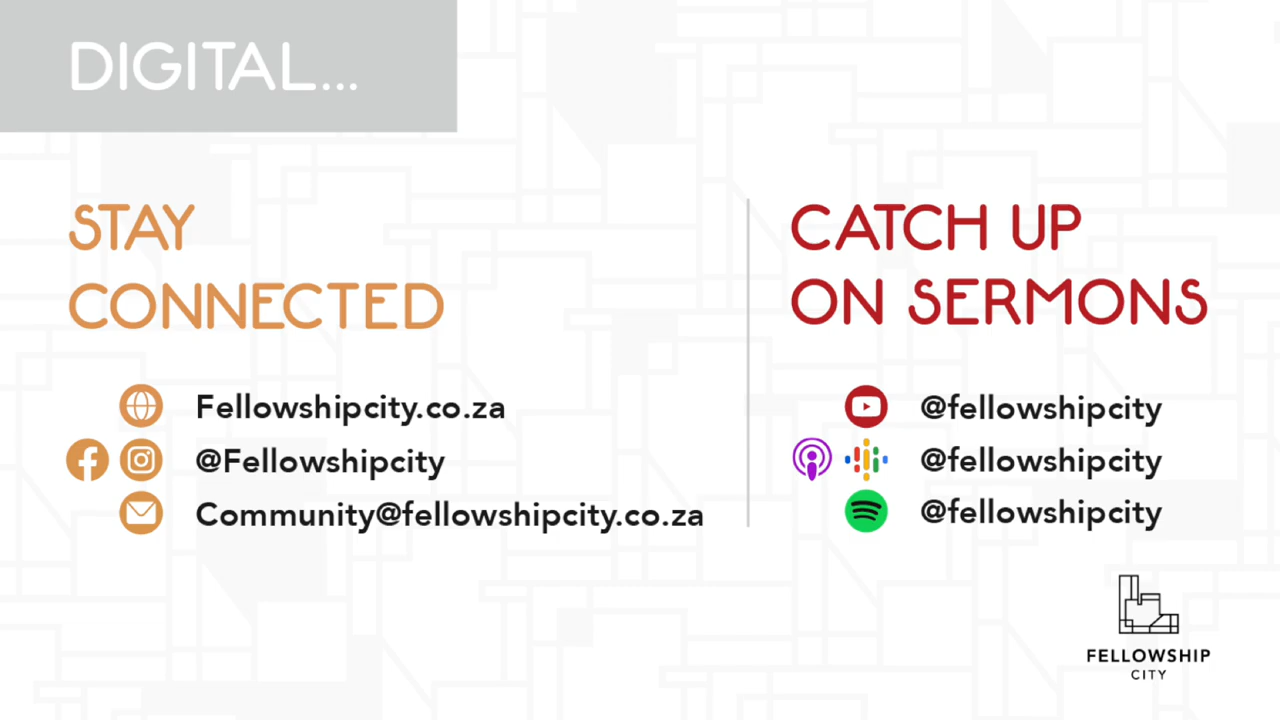 DIGITAL...
STAY
CONNECTED
Fellowshipcity.co.za
@Fellowshipcity
Community@fellowshipcity.co.za
CATCH UP
ON SERMONS
@fellowshipcity
@fellowshipcity
@fellowshipcity
FELLOWSHIP
CITY